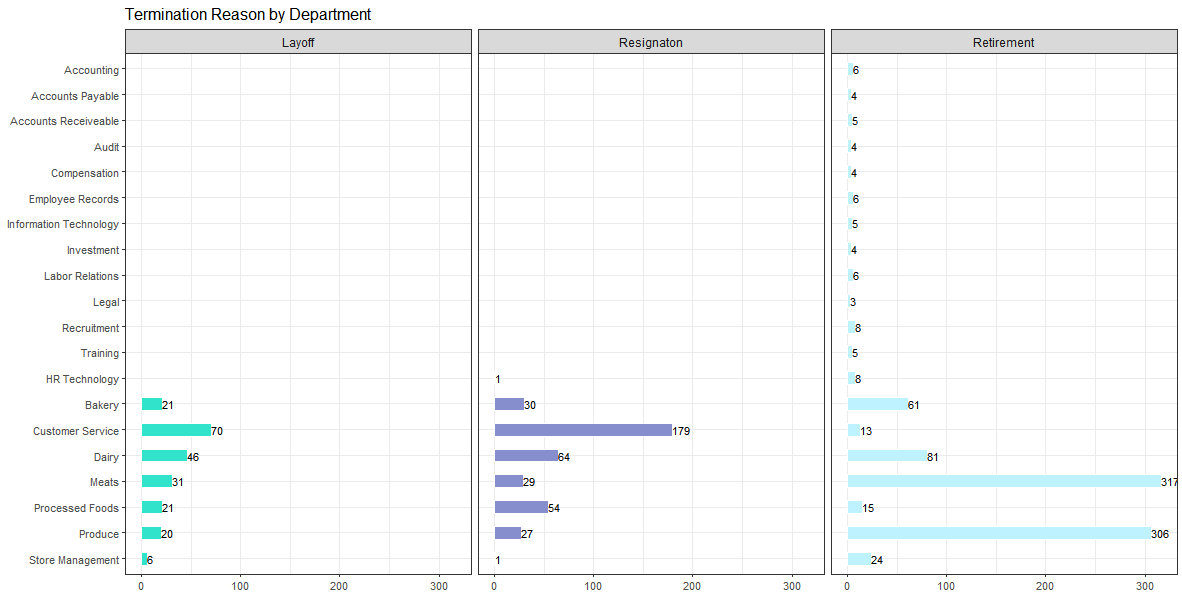 Termination Reason by Department
Layoff Resignaton Retirement
Accounting 6
Accounts Payable 4
Accounts Receiveable 5
Audit 4
Compensation 4
Employee Records 6
Information Technology 5
Investment 4
Labor Relations 6
Legal 3
Recruitment 8
Training 5
HR Technology 1 8
Bakery 21 30 61
Customer Service 70 179 13
Dairy 46 64 81
Meats 31 29 317
Processed Foods 21 54 15
Produce 20 27 306
Store Management 6 1 24
0 100 200 300 0 100 200 300 0 100 200 300